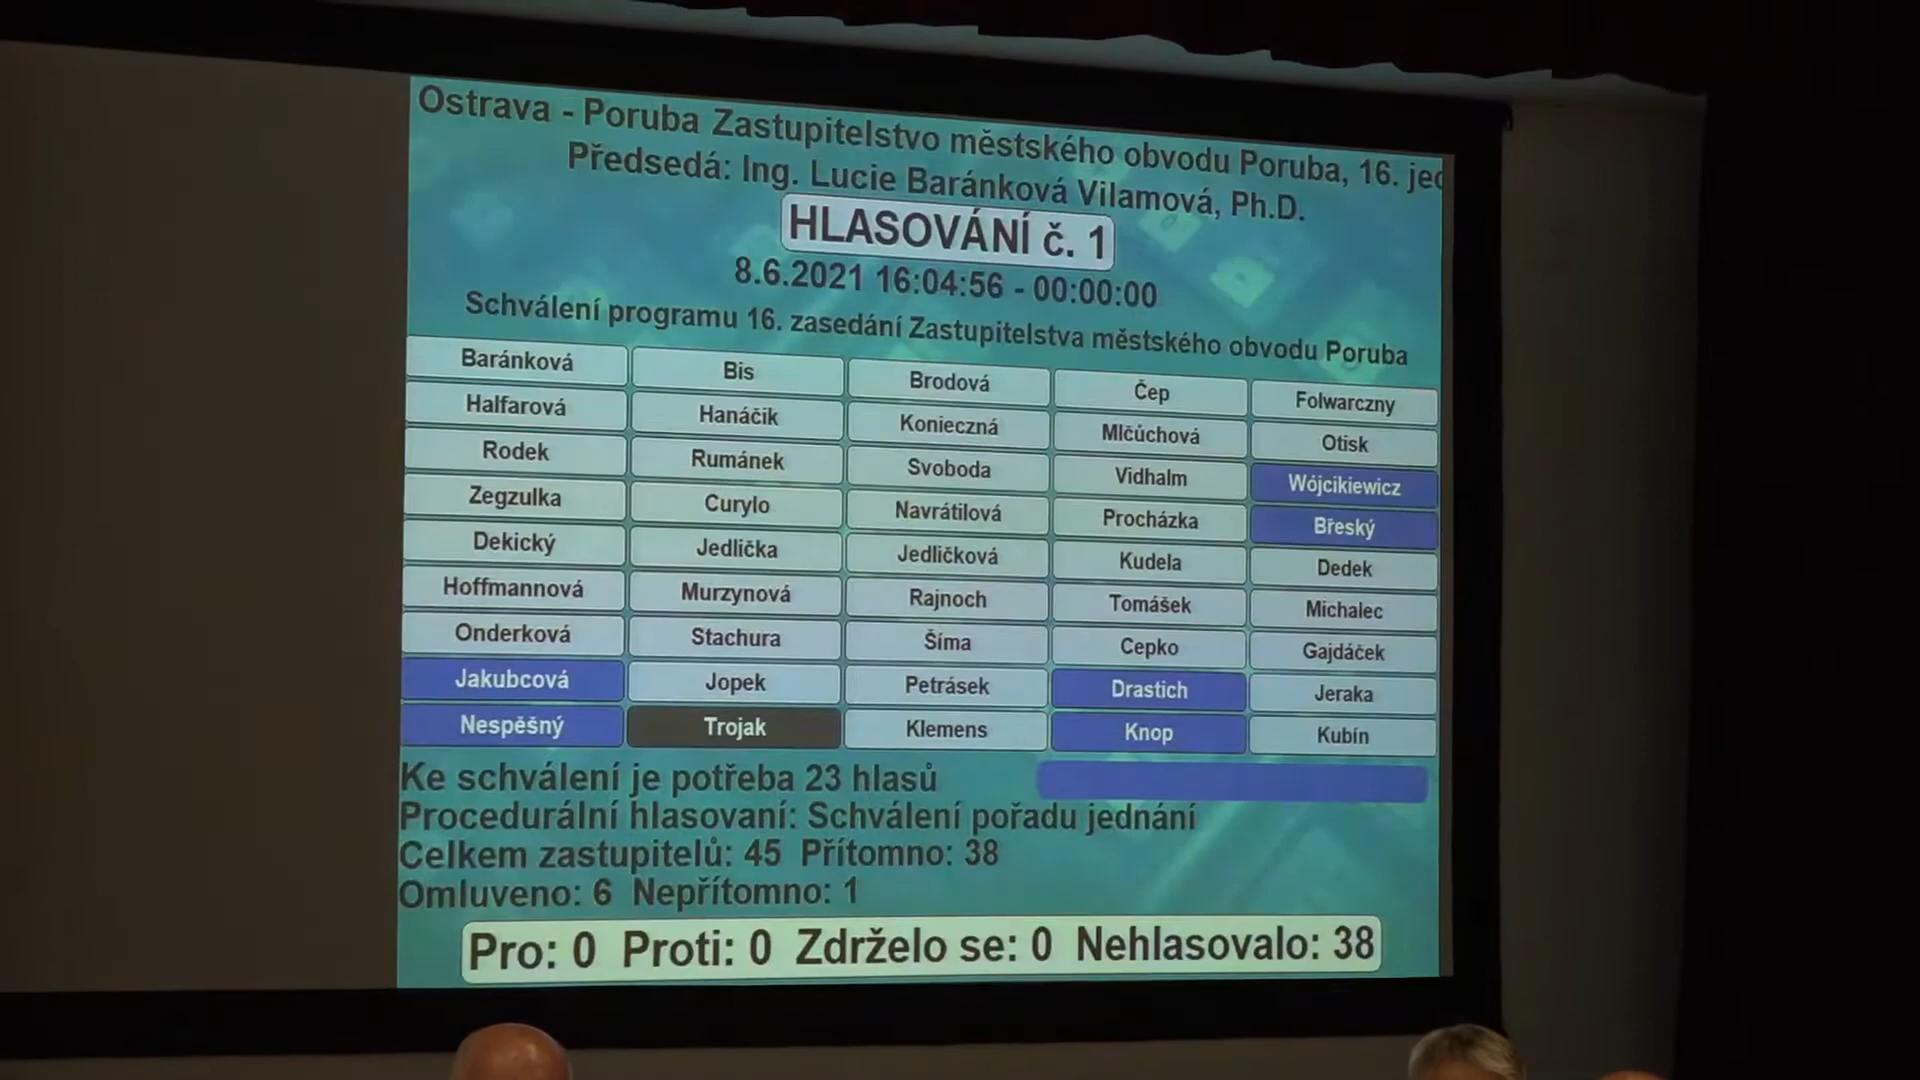 Ostrava - Poruba Zastupitelstvo městského obvodu Poruba, 16. jed
Předsedá: Ing. Lucie Baránková Vilamová, Ph.D.
HLASOVÁNÍ č. 1
8.6.2021 16:04:56 - 00:00:00
Schválení programu 16. zasedání Zastupitelstva městského obvodu Poruba
Baránková Bis Brodová Čep Folwarczny
Halfarová Hanáčik Konieczná Mlčúchová Otisk
Rodek Rumánek Svoboda Vidhalm Wójcikiewicz
Zegzulka Curylo Navrátilová Procházka Břeský
Dekický Jedlička Jedličková Kudela Dedek
Hoffmannová Murzynová Rajnoch Tomášek Michalec
Onderková Stachura Šíma Cepko Gajdáček
Jakubcová Jopek Petrásek Drastich Jeraka
Nespěšný Trojak Klemens Knop Kubín
Ke schválení je potřeba 23 hlasů
Procedurální hlasovaní: Schválení pořadu jednání
Celkem zastupitelů: 45 Přítomno: 38
Omluveno: 6 Nepřítomno: 1
Pro: 0 Proti: 0 Zdrželo se: 0 Nehlasovalo: 38